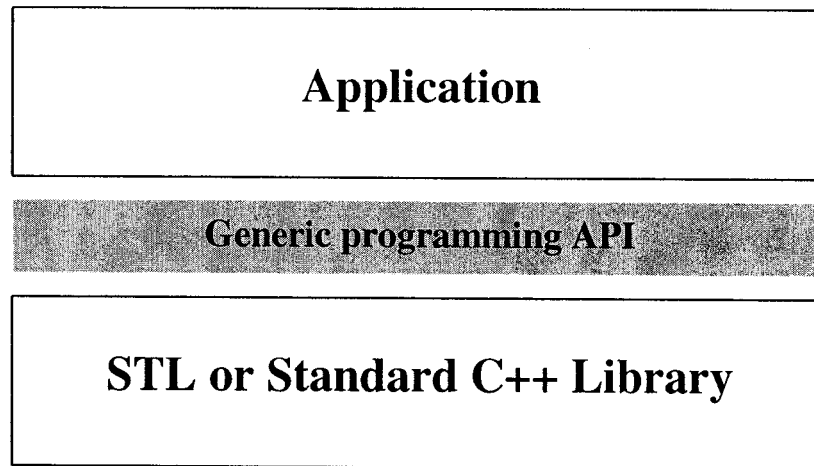 Application
Generic programming API
STL or Standard C++ Library